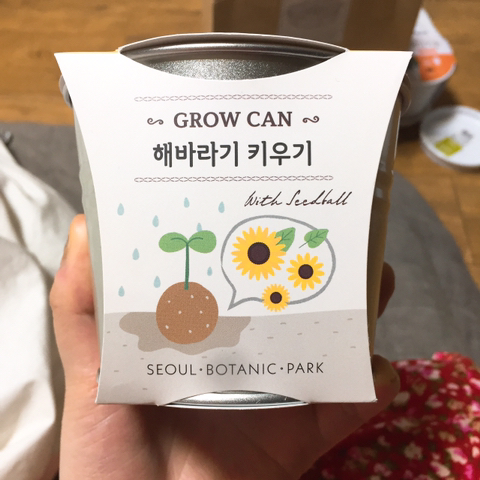 GROW CAN
해바라기 키우기
With Seedball
SEOUL·BOTANIC·PARK